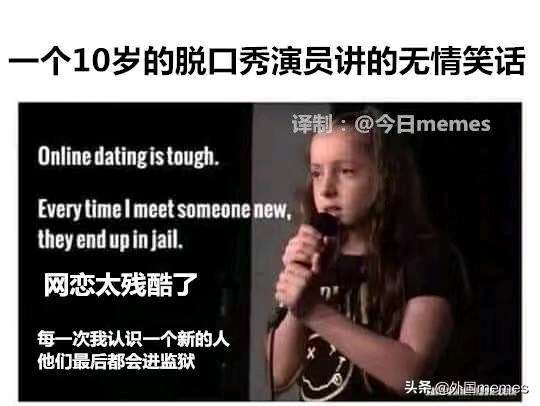 一个10岁的脱口秀演员讲的无情笑话
译制：@今日memes
Online dating is tough.
Every time I meet someone new,
they end up in jail.
网恋太残酷了
每一次我认识一个新的人
他们最后都会进监狱
头条@外国memes